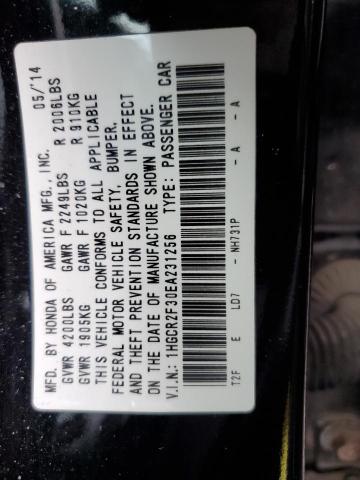 MFD. BY HONDA OF AMERICA MFG., INC. 05/'14
GVWR 4200LBS GAWR F 2249LBS R 2006LBS
GVWR 1905KG GAWR F 1020KG R 910KG
THIS VEHICLE CONFORMS TO ALL APPLICABLE
FEDERAL MOTOR VEHICLE SAFETY, BUMPER,
AND THEFT PREVENTION STANDARDS IN EFFECT
ON THE DATE OF MANUFACTURE SHOWN ABOVE.
V.I.N.: 1HGCR2F30EA231256 TYPE: PASSENGER CAR
T2F E LD7 - NH731P - A - A